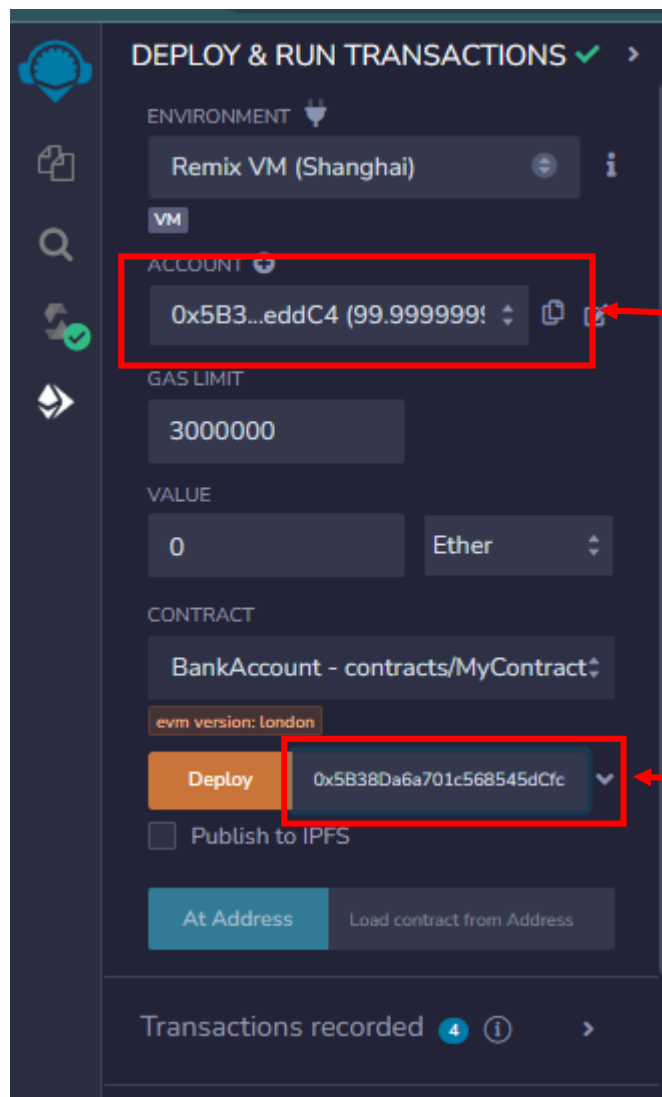 DEPLOY & RUN TRANSACTIONS
ENVIRONMENT
Remix VM (Shanghai)
VM
ACCOUNT
0x5B3...eddC4 (99.9999999
GAS LIMIT
3000000
VALUE
0 Ether
CONTRACT
BankAccount - contracts/MyContract
evm version: london
Deploy 0x5B38Da6a701c568545dCfc
Publish to IPFS
At Address Load contract from Address
Transactions recorded 4